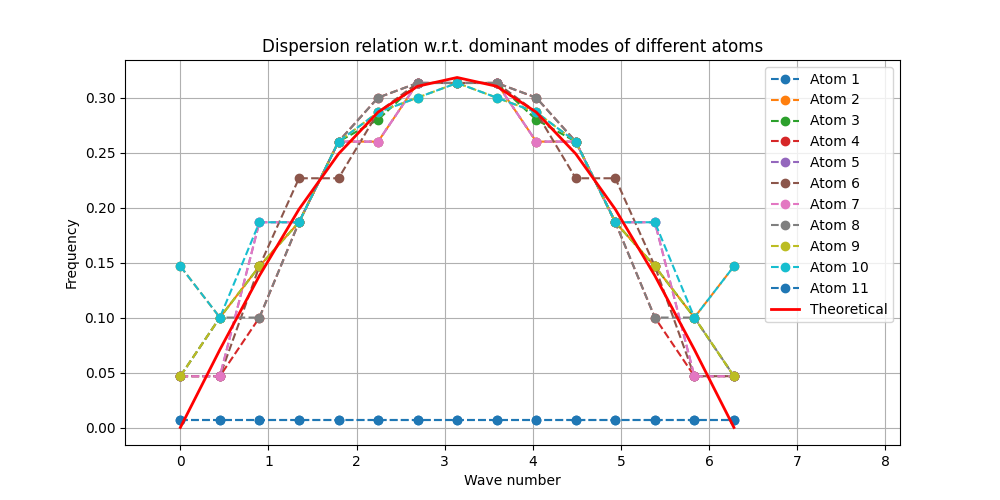 Dispersion relation w.r.t. dominant modes of different atoms
Frequency
0.30
0.25
0.20
0.15
0.10
0.05
0.00
0 1 2 3 4 5 6 7 8
Wave number
Atom 1
Atom 2
Atom 3
Atom 4
Atom 5
Atom 6
Atom 7
Atom 8
Atom 9
Atom 10
Atom 11
Theoretical